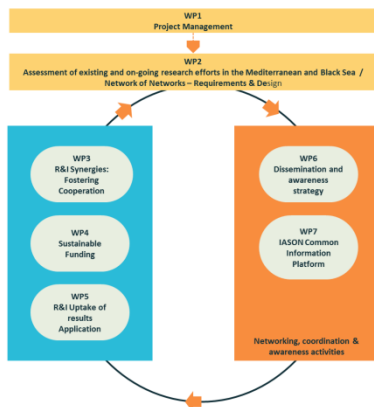 WP1
Project Management
WP2
Assessment of existing and on-going research efforts in the Mediterranean and Black Sea /
Network of Networks – Requirements & Design
WP3
R&I Synergies:
Fostering
Cooperation
WP4
Sustainable
Funding
WP5
R&I Uptake of
results
Application
WP6
Dissemination and
awareness
strategy
WP7
IASON Common
Information
Platform
Networking, coordination &
awareness activities